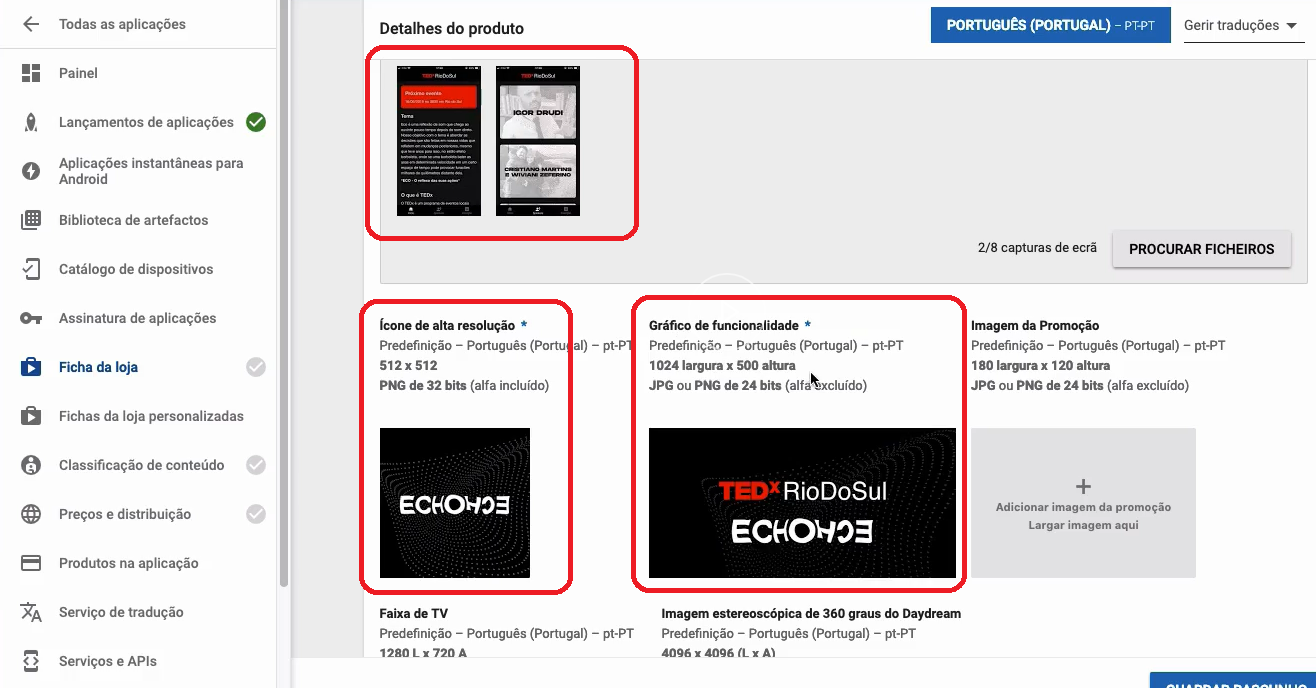 Todas as aplicações
Painel
Lançamentos de aplicações
Aplicações instantâneas para
Android
Biblioteca de artefactos
Catálogo de dispositivos
Assinatura de aplicações
Ficha da loja
Fichas da loja personalizadas
Classificação de conteúdo
Preços e distribuição
Produtos na aplicação
Serviço de tradução
Serviços e APIs
Detalhes do produto
PORTUGUÊS (PORTUGAL) – PT-PT
Gerir traduções
TEDx RioDoSul
Próximo evento
Tema
*ECO - O reflexo das suas ações*
O que é TEDx
TEDx RioDoSul
IGOR DRUDI
CRISTIANO MARTINS
E WIVIANI ZEFERINO
2/8 capturas de ecrã
PROCURAR FICHEIROS
Ícone de alta resolução *
Predefinição – Português (Portugal) – pt-PT
512 x 512
PNG de 32 bits (alfa incluído)
ECHOHCE
Gráfico de funcionalidade *
Predefinição – Português (Portugal) – pt-PT
1024 largura x 500 altura
JPG ou PNG de 24 bits (alfa excluído)
TEDx RioDoSul
ECHOHCE
Imagem da Promoção
Predefinição – Português (Portugal) – pt-PT
180 largura x 120 altura
JPG ou PNG de 24 bits (alfa excluído)
Adicionar imagem da promoção
Largar imagem aqui
Faixa de TV
Predefinição – Português (Portugal) – pt-PT
1280 L x 720 A
Imagem estereoscópica de 360 graus do Daydream
Predefinição – Português (Portugal) – pt-PT
4096 x 4096 (L x A)
GUARDAR RASCUNHO